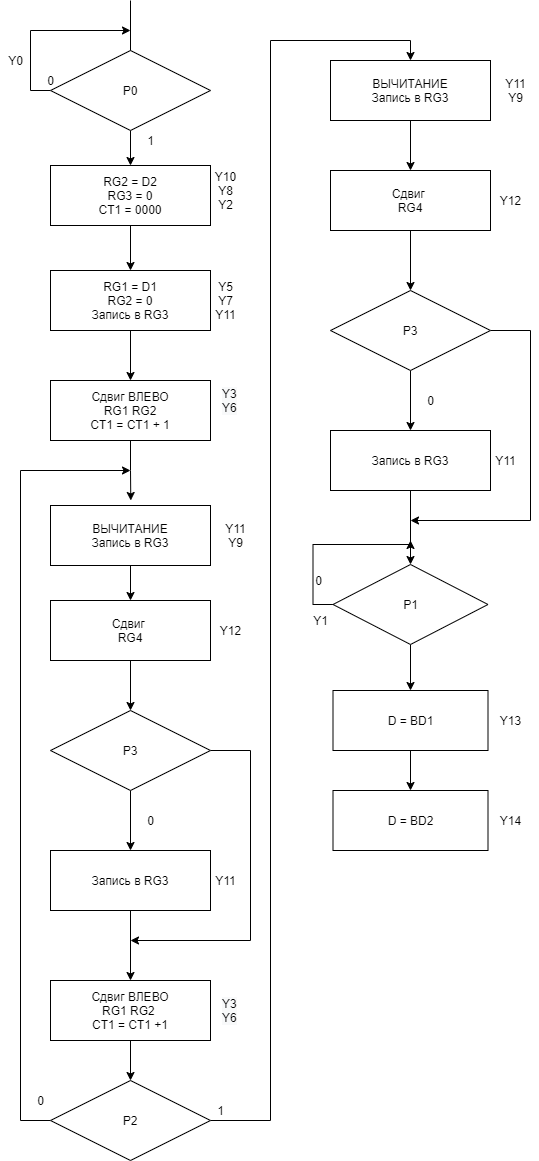 Y0
0
P0
1
RG2 = D2
RG3 = 0
CT1 = 0000
Y10
Y8
Y2
RG1 = D1
RG2 = 0
Запись в RG3
Y5
Y7
Y11
Сдвиг ВЛЕВО
RG1 RG2
CT1 = CT1 + 1
Y3
Y6
ВЫЧИТАНИЕ
Запись в RG3
Y11
Y9
Сдвиг
RG4
Y12
P3
0
Запись в RG3
Y11
Сдвиг ВЛЕВО
RG1 RG2
CT1 = CT1 +1
Y3
Y6
0
P2
1
ВЫЧИТАНИЕ
Запись в RG3
Y11
Y9
Сдвиг
RG4
Y12
P3
0
Запись в RG3
Y11
0
P1
Y1
D = BD1
Y13
D = BD2
Y14